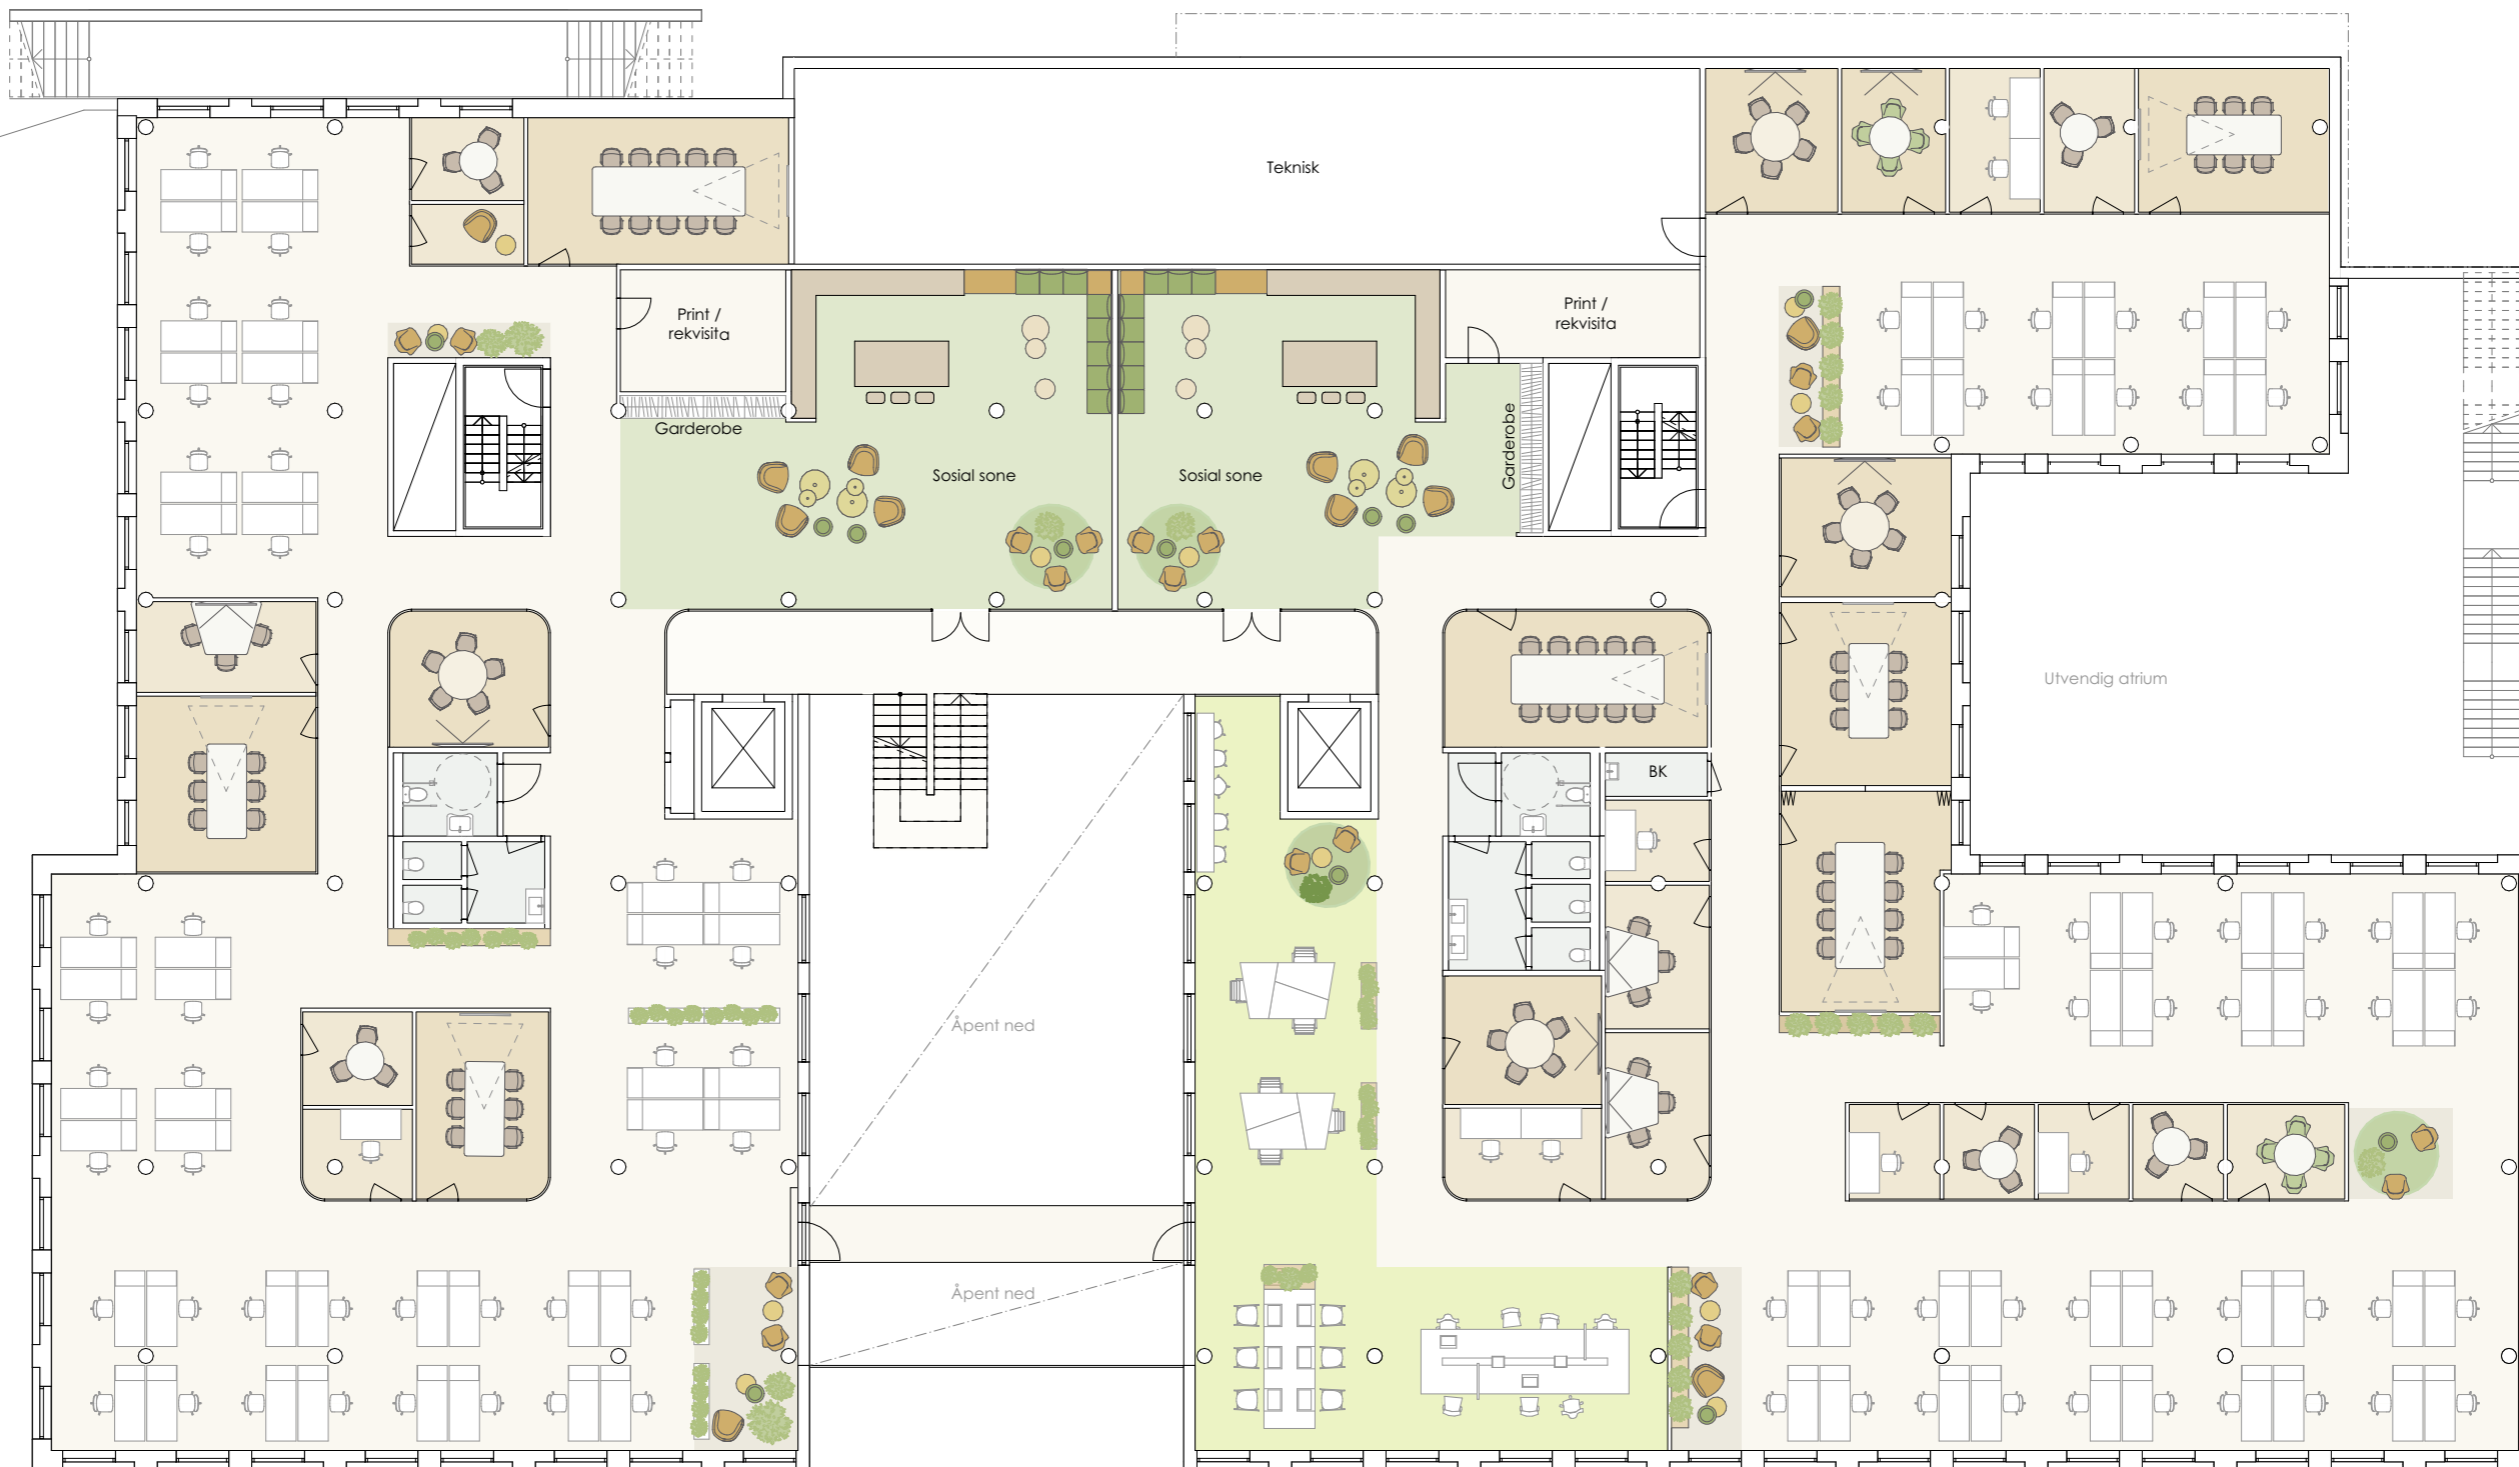 Teknisk
Print /
rekvisita
Print /
rekvisita
Garderobe
Garderobe
Sosial sone
Sosial sone
Utvendig atrium
BK
Åpent ned
Åpent ned